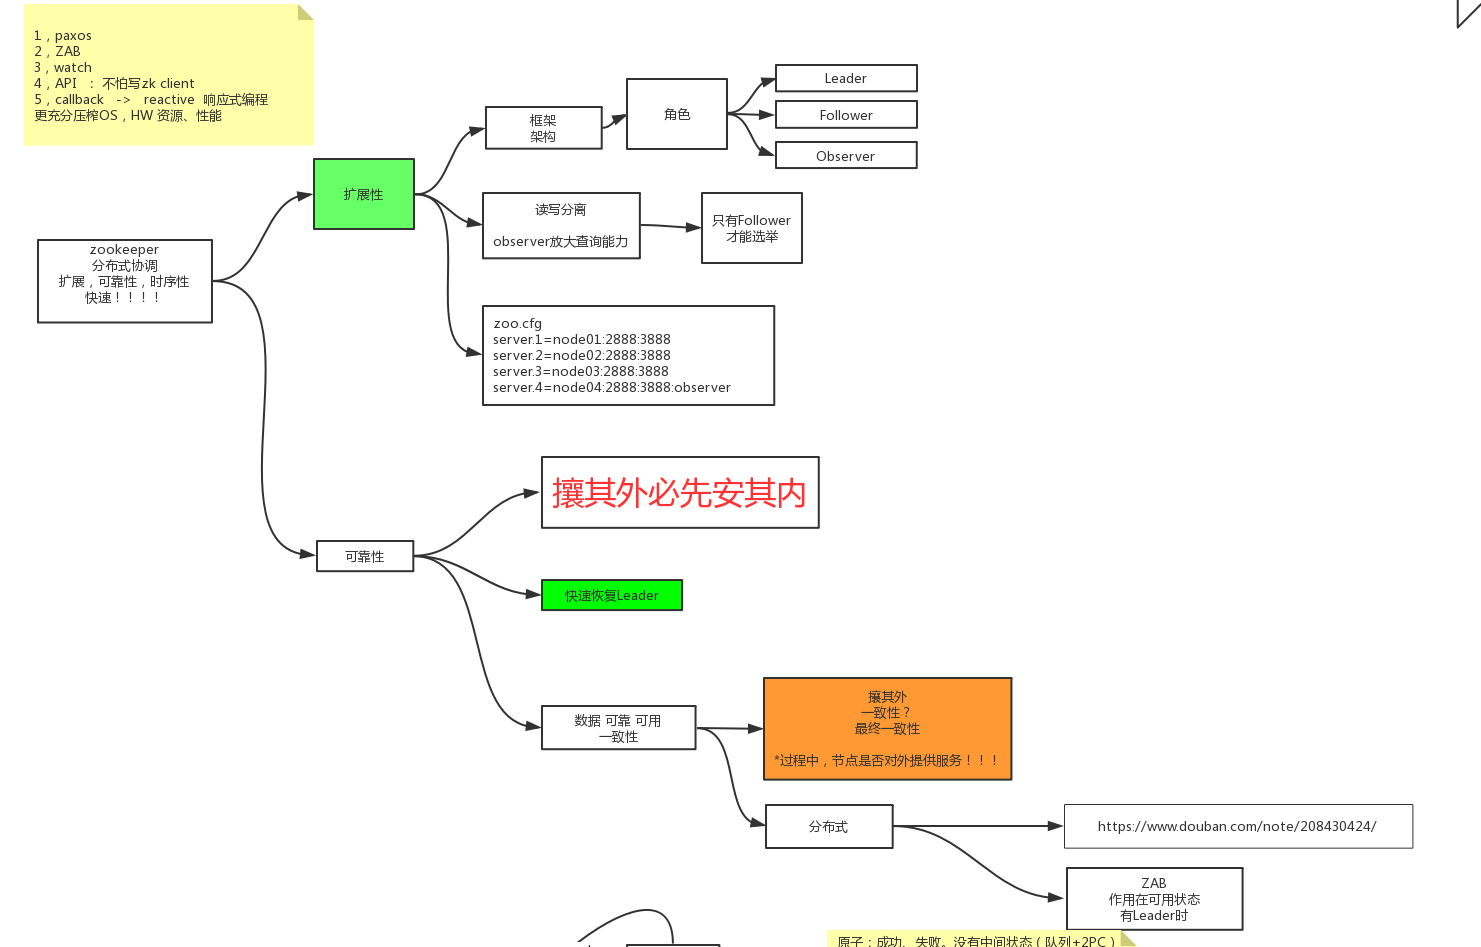 1，paxos
2，ZAB
3，watch
4，API ： 不怕写zk client
5，callback -> reactive 响应式编程
更充分压榨OS，HW 资源、性能
zookeeper
分布式协调
扩展，可靠性，时序性
快速！！！！
扩展性
框架
架构
角色
Leader
Follower
Observer
读写分离
observer放大查询能力
只有Follower
才能选举
zoo.cfg
server.1=node01:2888:3888
server.2=node02:2888:3888
server.3=node03:2888:3888
server.4=node04:2888:3888:observer
可靠性
攘其外必先安其内
快速恢复Leader
数据 可靠 可用
一致性
攘其外
一致性？
最终一致性
*过程中，节点是否对外提供服务！！！
分布式
https://www.douban.com/note/208430424/
ZAB
作用在可用状态
有Leader时
原子：成功、失败。没有中间状态（队列+2PC）